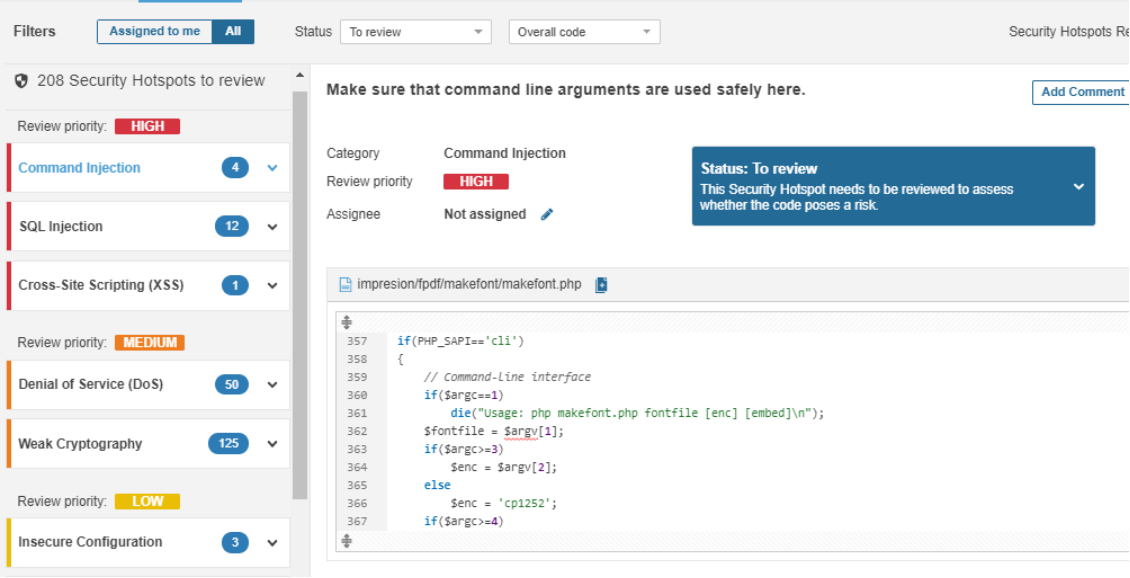 Filters Assigned to me All Status To review Overall code Security Hotspots Re
208 Security Hotspots to review
Review priority: HIGH
Command Injection 4
SQL Injection 12
Cross-Site Scripting (XSS) 1
Review priority: MEDIUM
Denial of Service (DoS) 50
Weak Cryptography 125
Review priority: LOW
Insecure Configuration 3
Make sure that command line arguments are used safely here.
Add Comment
Category Command Injection
Review priority HIGH
Assignee Not assigned
Status: To review
This Security Hotspot needs to be reviewed to assess
whether the code poses a risk.
impresion/fpdf/makefont/makefont.php
357 if(PHP_SAPI=='cli')
358 {
359 // Command-line interface
360 if($argc==1)
361 die("Usage: php makefont.php fontfile [enc] [embed]\n");
362 $fontfile = $argv[1];
363 if($argc>=3)
364 $enc = $argv[2];
365 else
366 $enc = 'cp1252';
367 if($argc>=4)